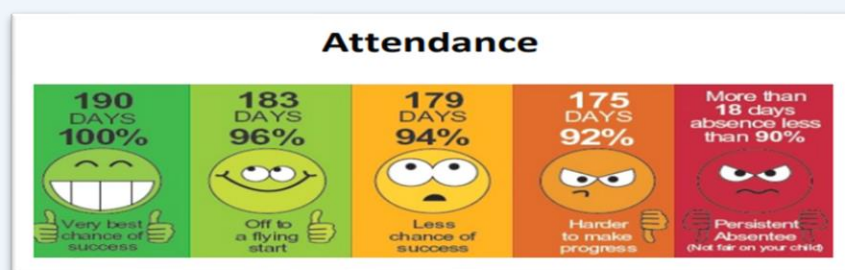 Attendance
190
DAYS
100%
Very best
chance of
success
183
DAYS
96%
Off to
a flying
start
179
DAYS
94%
Less
chance of
success
175
DAYS
92%
Harder
to make
progress
More than
18 days
absence less
than 90%
Persistent
Absentee
(Not fair on your child)